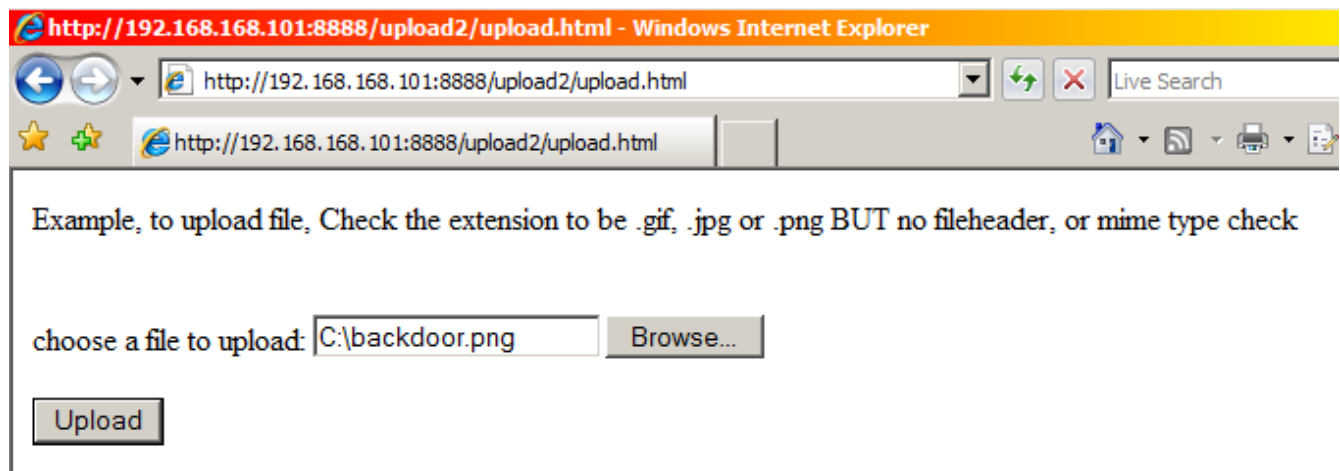 http://192.168.168.101:8888/upload2/upload.html - Windows Internet Explorer
http://192.168.168.101:8888/upload2/upload.html
Live Search
http://192.168.168.101:8888/upload2/upload.html
Example, to upload file, Check the extension to be .gif, .jpg or .png BUT no fileheader, or mime type check
choose a file to upload: C:\backdoor.png Browse...
Upload